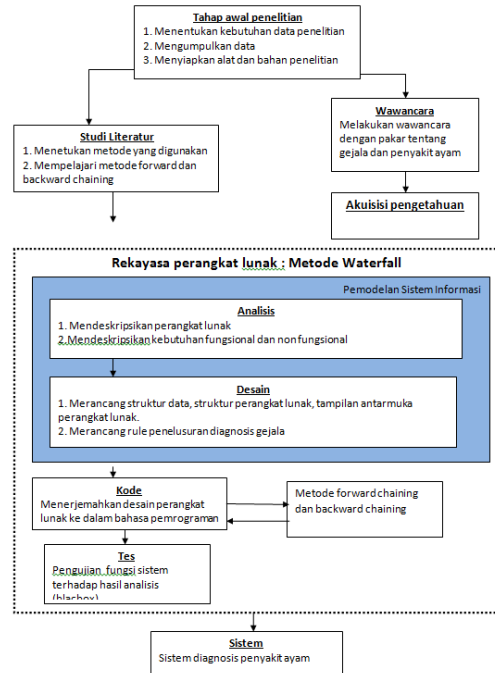 Tahap awal penelitian
1. Menentukan kebutuhan data penelitian
2. Mengumpulkan data
3. Menyiapkan alat dan bahan penelitian
Studi Literatur
1. Menetukan metode yang digunakan
2. Mempelajari metode forward dan
backward chaining
Wawancara
Melakukan wawancara
dengan pakar tentang
gejala dan penyakit ayam
Akuisisi pengetahuan
Rekayasa perangkat lunak : Metode Waterfall
Pemodelan Sistem Informasi
Analisis
1. Mendeskripsikan perangkat lunak
2.Mendeskripsikan kebutuhan fungsional dan non fungsional
Desain
1. Merancang struktur data, struktur perangkat lunak, tampilan antarmuka
perangkat lunak.
2. Merancang rule penelusuran diagnosis gejala
Kode
Menerjemahkan desain perangkat
lunak ke dalam bahasa pemrograman
Metode forward chaining
dan backward chaining
Tes
Pengujian fungsi sistem
terhadap hasil analisis
(blacbox)
Sistem
Sistem diagnosis penyakit ayam